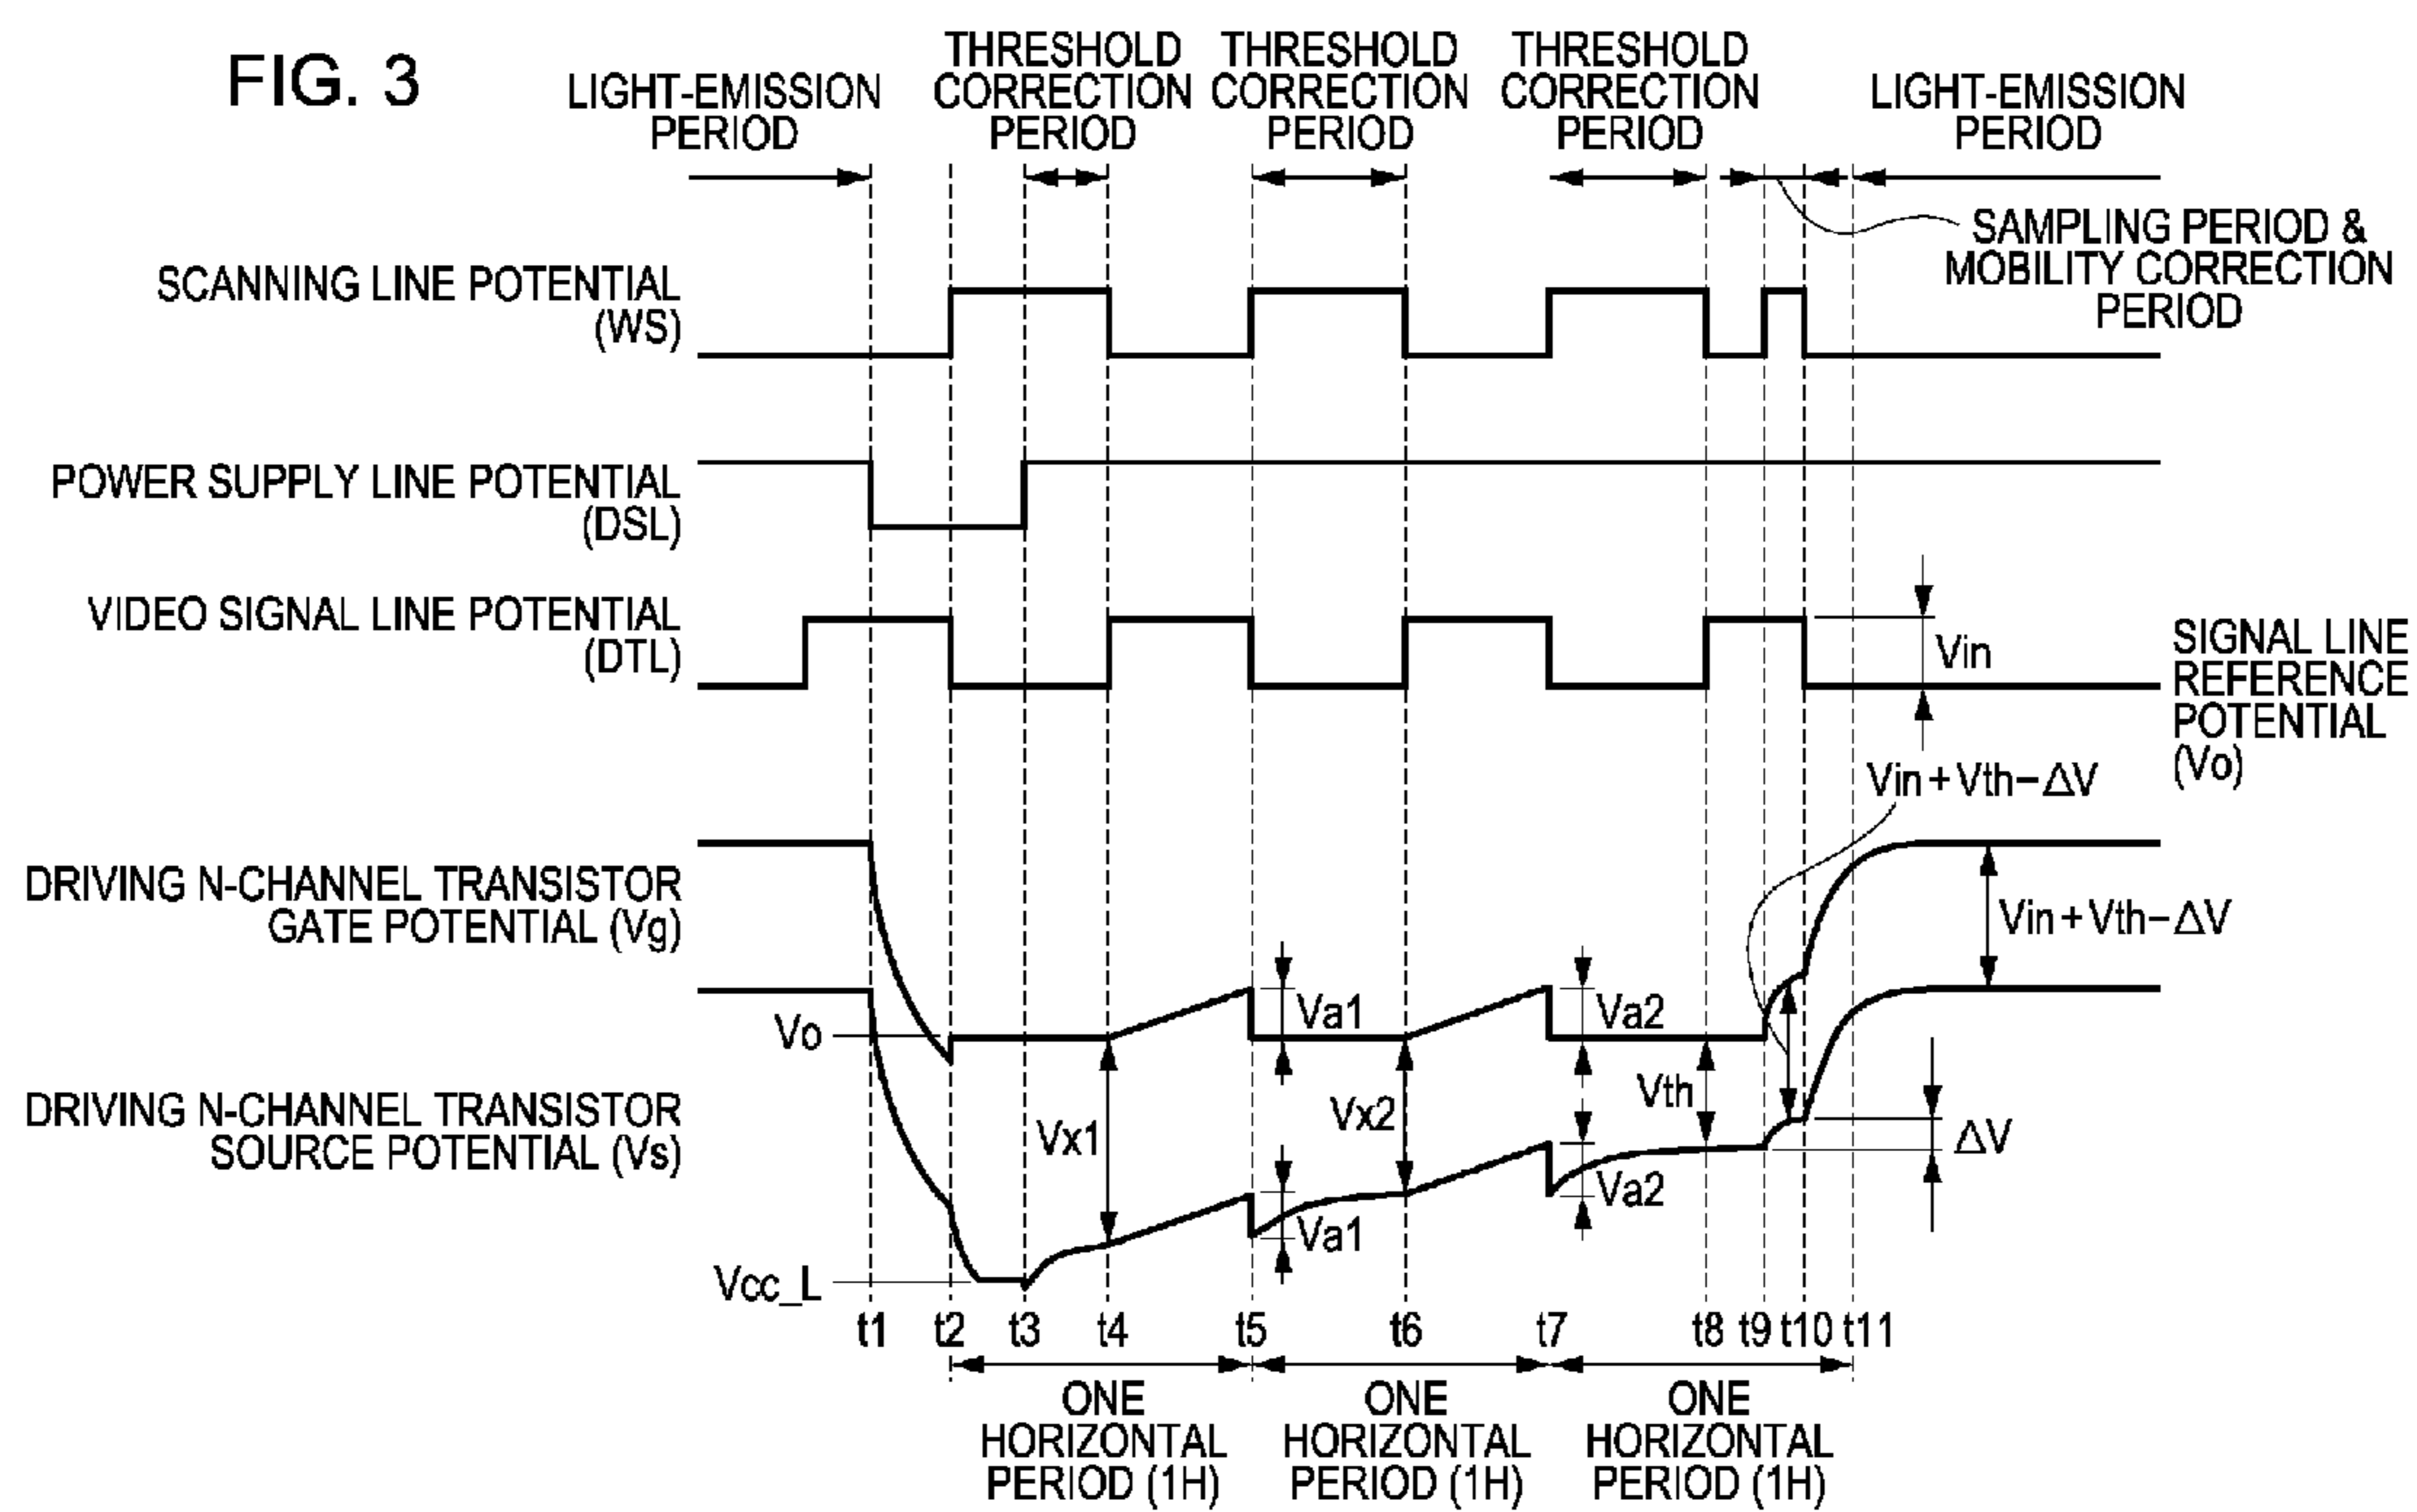 FIG. 3
LIGHT-EMISSION
PERIOD
THRESHOLD
CORRECTION
PERIOD
THRESHOLD
CORRECTION
PERIOD
THRESHOLD
CORRECTION
PERIOD
LIGHT-EMISSION
PERIOD
SAMPLING PERIOD &
MOBILITY CORRECTION
PERIOD
SCANNING LINE POTENTIAL
(WS)
POWER SUPPLY LINE POTENTIAL
(DSL)
VIDEO SIGNAL LINE POTENTIAL
(DTL)
Vin
SIGNAL LINE
REFERENCE
POTENTIAL
(Vo)
Vin + Vth − ΔV
DRIVING N-CHANNEL TRANSISTOR
GATE POTENTIAL (Vg)
Vin + Vth − ΔV
Vo
Va1
Va2
Vth
Vx1
Vx2
DRIVING N-CHANNEL TRANSISTOR
SOURCE POTENTIAL (Vs)
ΔV
Va1
Va2
Vcc_L
t1 t2 t3 t4 t5 t6 t7 t8 t9 t10 t11
ONE
HORIZONTAL
PERIOD (1H)
ONE
HORIZONTAL
PERIOD (1H)
ONE
HORIZONTAL
PERIOD (1H)